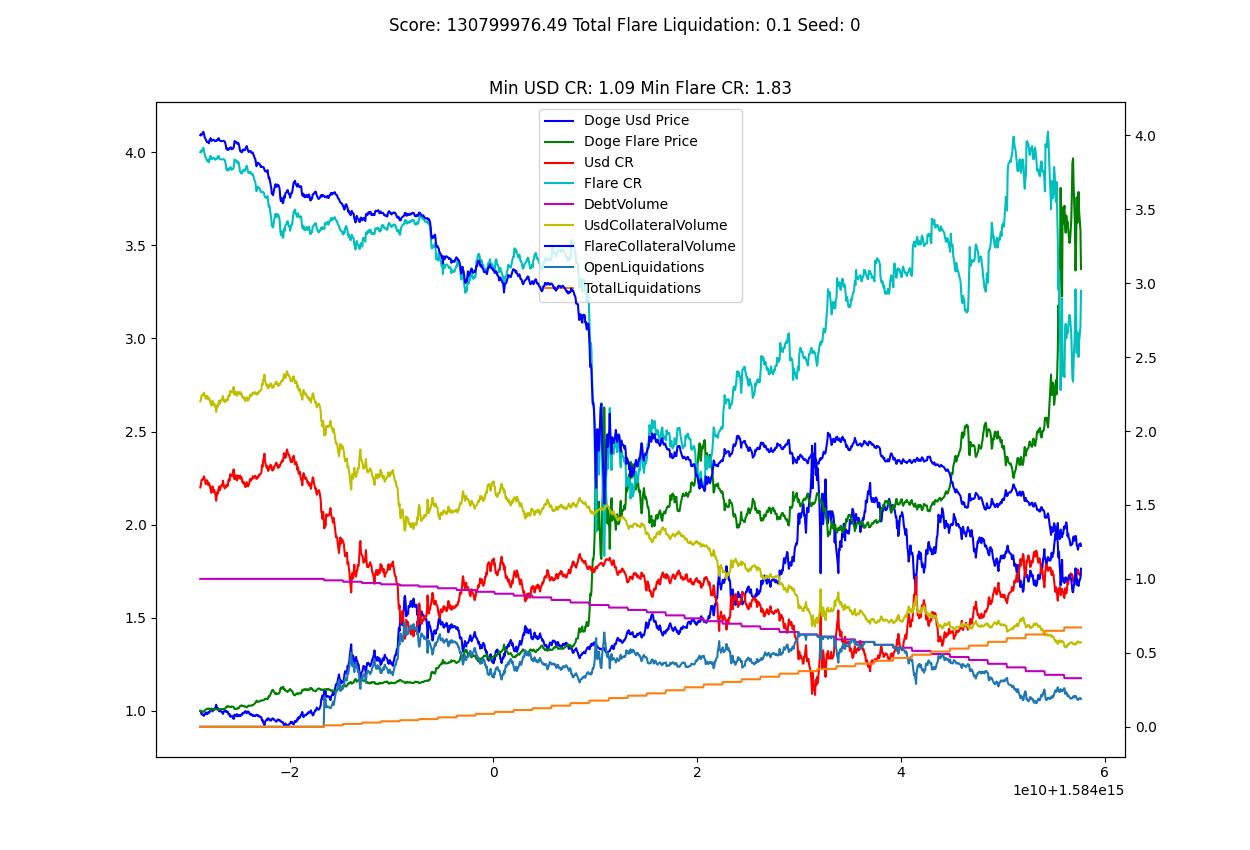 Score: 130799976.49 Total Flare Liquidation: 0.1 Seed: 0
Min USD CR: 1.09 Min Flare CR: 1.83
Doge Usd Price
Doge Flare Price
Usd CR
Flare CR
DebtVolume
UsdCollateralVolume
FlareCollateralVolume
OpenLiquidations
TotalLiquidations
4.0
3.5
3.0
2.5
2.0
1.5
1.0
4.0
3.5
3.0
2.5
2.0
1.5
1.0
0.5
0.0
−2 0 2 4 6
1e10+1.584e15